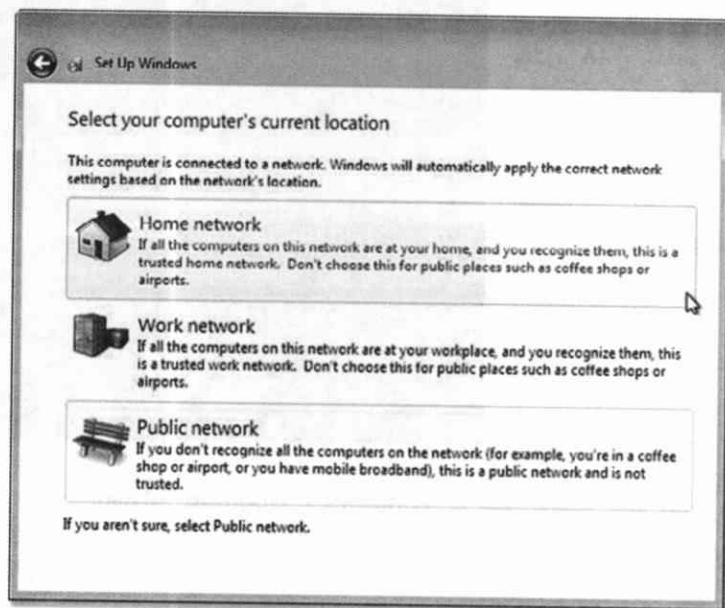 Set Up Windows
Select your computer's current location
This computer is connected to a network. Windows will automatically apply the correct network
settings based on the network's location.
Home network
If all the computers on this network are at your home, and you recognize them, this is a
trusted home network. Don't choose this for public places such as coffee shops or
airports.
Work network
If all the computers on this network are at your workplace, and you recognize them, this
is a trusted work network. Don't choose this for public places such as coffee shops or
airports.
Public network
If you don't recognize all the computers on the network (for example, you're in a coffee
shop or airport, or you have mobile broadband), this is a public network and is not
trusted.
If you aren't sure, select Public network.